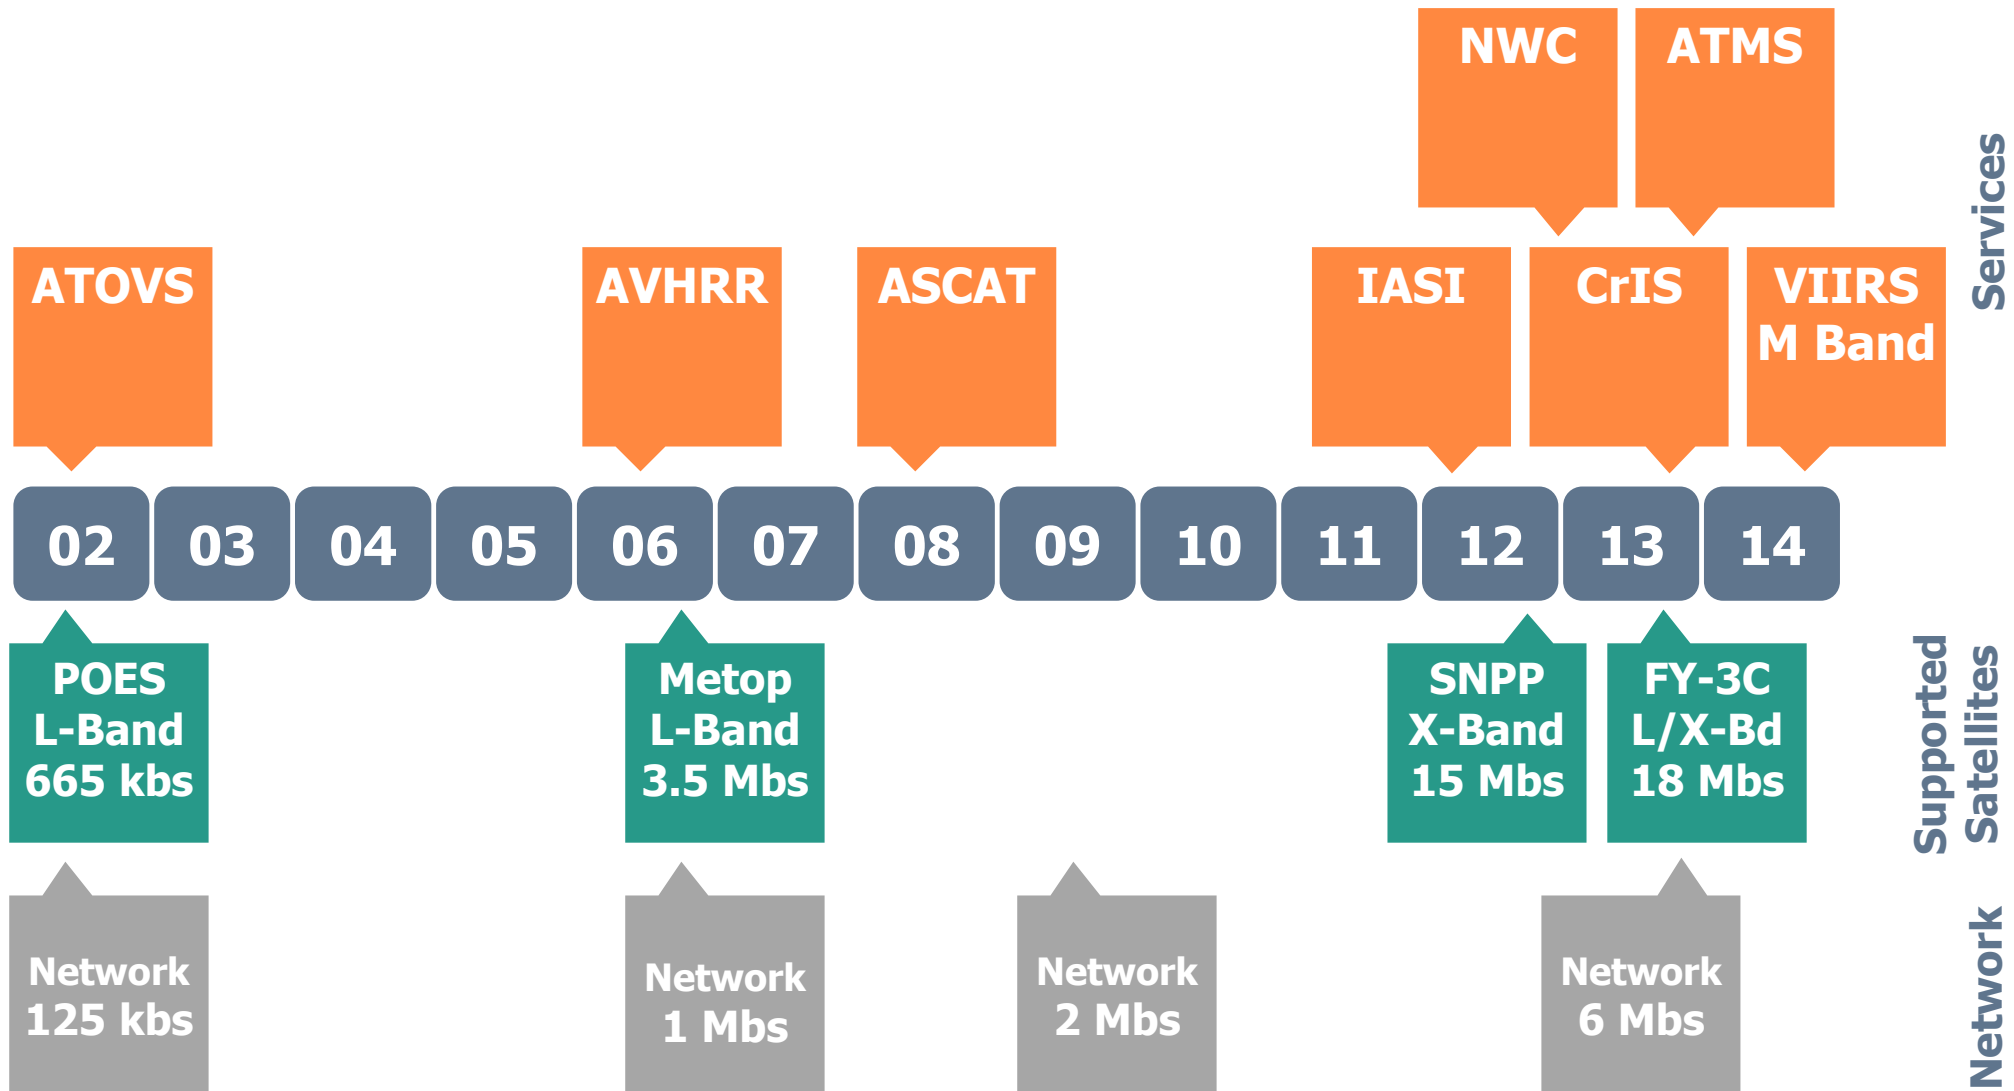 NWC
ATMS
Services
ATOVS
AVHRR
ASCAT
IASI
CrIS
VIIRS
M Band
02
03
04
05
06
07
08
09
10
11
12
13
14
POES
L-Band
665 kbs
Metop
L-Band
3.5 Mbs
SNPP
X-Band
15 Mbs
FY-3C
L/X-Bd
18 Mbs
Supported
Satellites
Network
125 kbs
Network
1 Mbs
Network
2 Mbs
Network
6 Mbs
Network